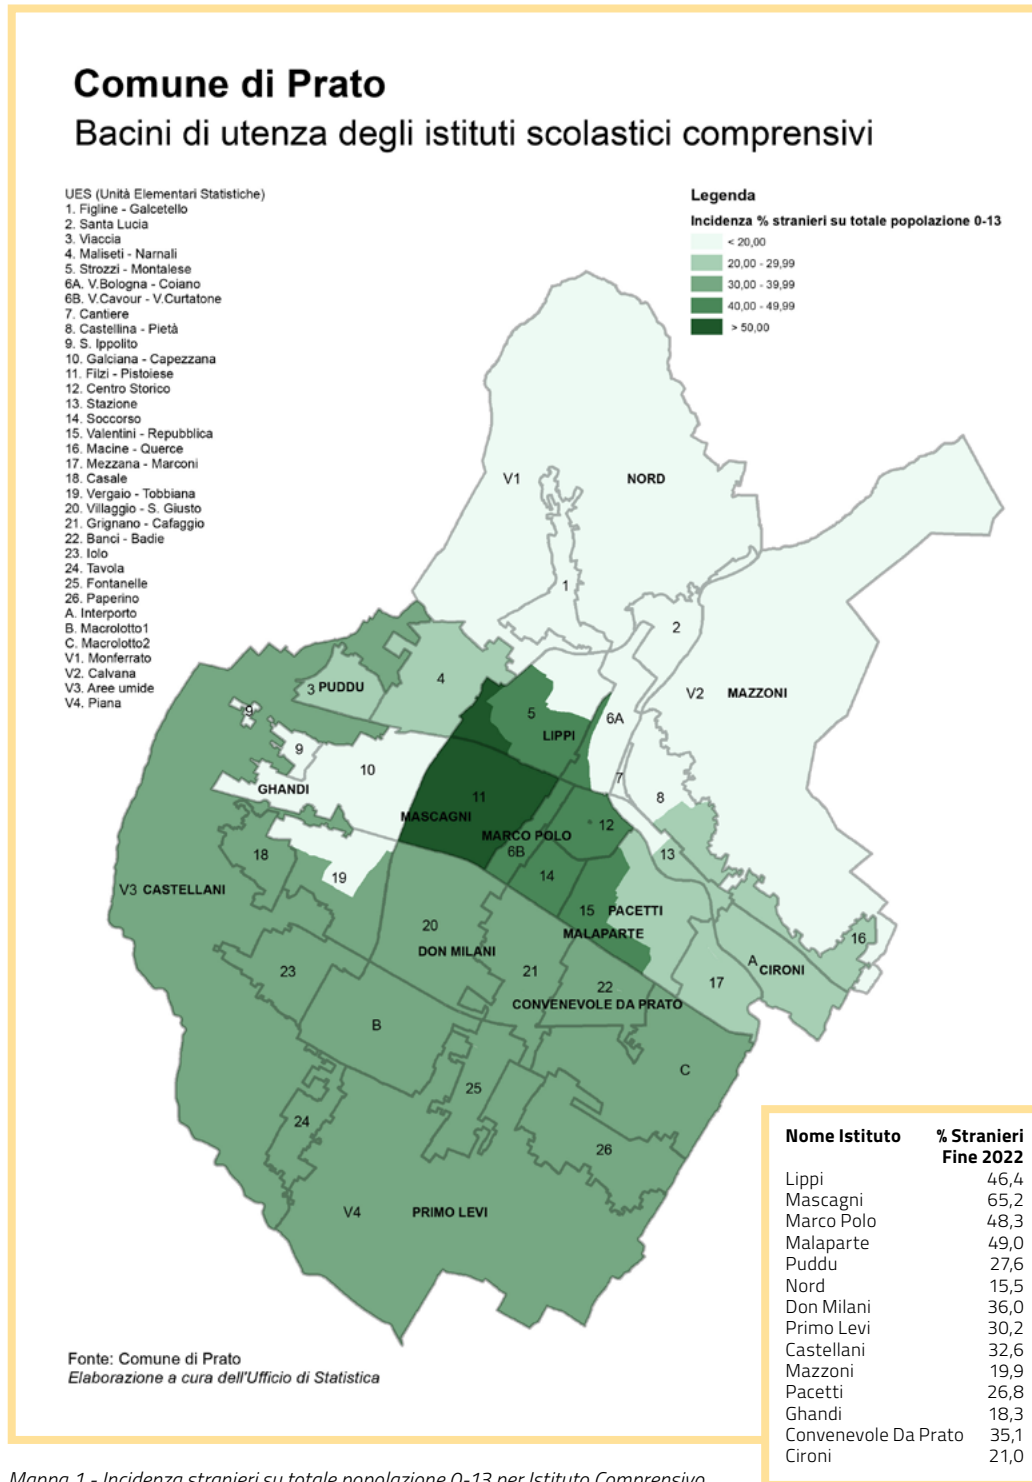 Comune di Prato
Bacini di utenza degli istituti scolastici comprensivi
UES (Unità Elementari Statistiche)
1. Figline - Galcetello
2. Santa Lucia
3. Viaccia
4. Maliseti - Narnali
5. Strozzi - Montalese
6A. V.Bologna - Coiano
6B. V.Cavour - V.Curtatone
7. Cantiere
8. Castellina - Pietà
9. S. Ippolito
10. Galciana - Capezzana
11. Filzi - Pistoiese
12. Centro Storico
13. Stazione
14. Soccorso
15. Valentini - Repubblica
16. Macine - Querce
17. Mezzana - Marconi
18. Casale
19. Vergaio - Tobbiana
20. Villaggio - S. Giusto
21. Grignano - Cafaggio
22. Banci - Badie
23. Iolo
24. Tavola
25. Fontanelle
26. Paperino
A. Interporto
B. Macrolotto1
C. Macrolotto2
V1. Monferrato
V2. Calvana
V3. Aree umide
V4. Piana
Legenda
Incidenza % stranieri su totale popolazione 0-13
< 20,00
20,00 - 29,99
30,00 - 39,99
40,00 - 49,99
> 50,00
V1
NORD
1
2
V2 MAZZONI
3 PUDDU
4
9
5
6A
LIPPI
9
10
7
GHANDI
11
8
MASCAGNI
MARCO POLO
12
6B
13
18
14
19
V3 CASTELLANI
15 PACETTI
20
MALAPARTE
16
DON MILANI
A
CIRONI
23
21
22
17
CONVENEVOLE DA PRATO
B
C
25
24
26
V4
PRIMO LEVI
Nome Istituto % Stranieri
Fine 2022
Lippi 46,4
Mascagni 65,2
Marco Polo 48,3
Malaparte 49,0
Puddu 27,6
Nord 15,5
Don Milani 36,0
Primo Levi 30,2
Castellani 32,6
Mazzoni 19,9
Pacetti 26,8
Ghandi 18,3
Convenevole Da Prato 35,1
Cironi 21,0
Fonte: Comune di Prato
Elaborazione a cura dell'Ufficio di Statistica
Mappa 1 - Incidenza stranieri su totale popolazione 0-13 per Istituto Comprensivo